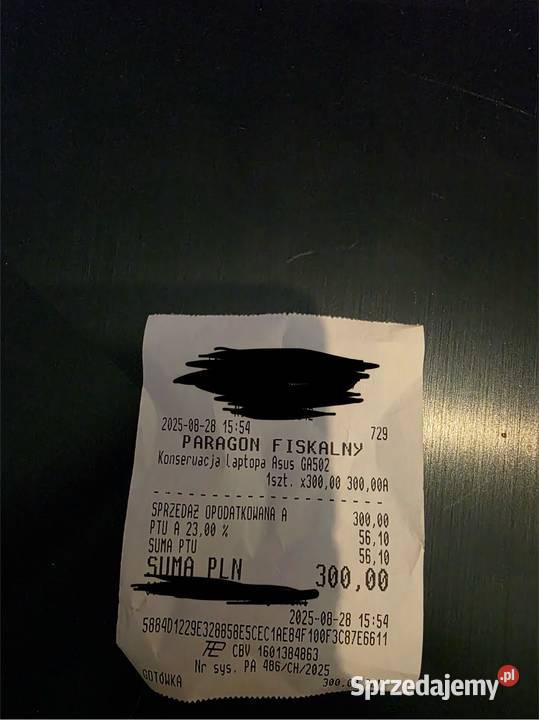 2025-08-28 15:54 729
PARAGON FISKALNY
Konserwacja laptopa Asus GA502
1szt. x300,00 300,00A
SPRZEDAŻ OPODATKOWANA A 300,00
PTU A 23,00 % 56,10
SUMA PTU 56,10
SUMA PLN 300,00
2025-08-28 15:54
5884D1229E328858E5CEC1AE84F100F3C87E6611
CBV 1601384863
Nr sys. PA 486/CH/2025
GOTÓWKA
Sprzedajemy.pl